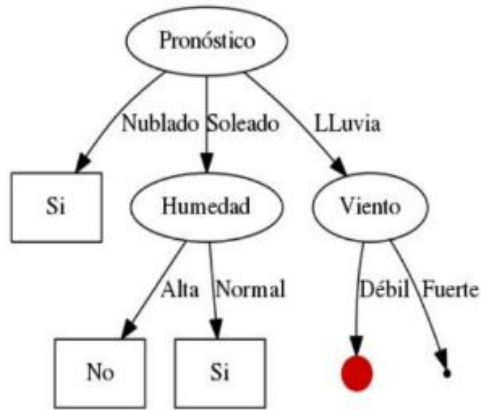 Pronóstico
Nublado Soleado LLuvia
Si Humedad Viento
Alta Normal Débil Fuerte
No Si